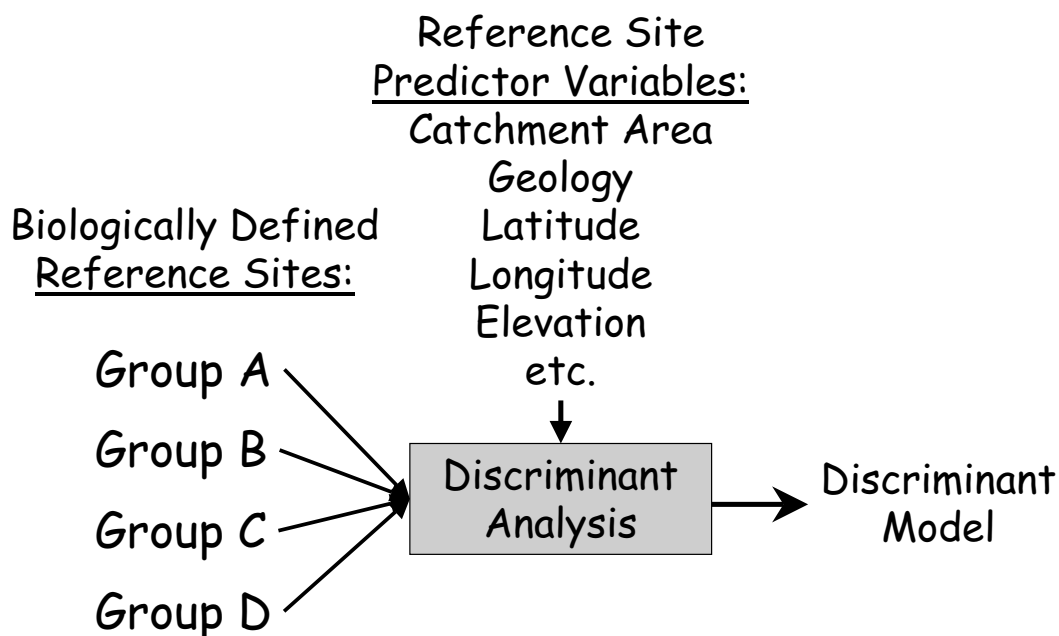 Reference Site
Predictor Variables:
Catchment Area
Geology
Latitude
Longitude
Elevation
etc.
Biologically Defined
Reference Sites:
Group A
Group B
Group C
Group D
Discriminant
Analysis
Discriminant
Model